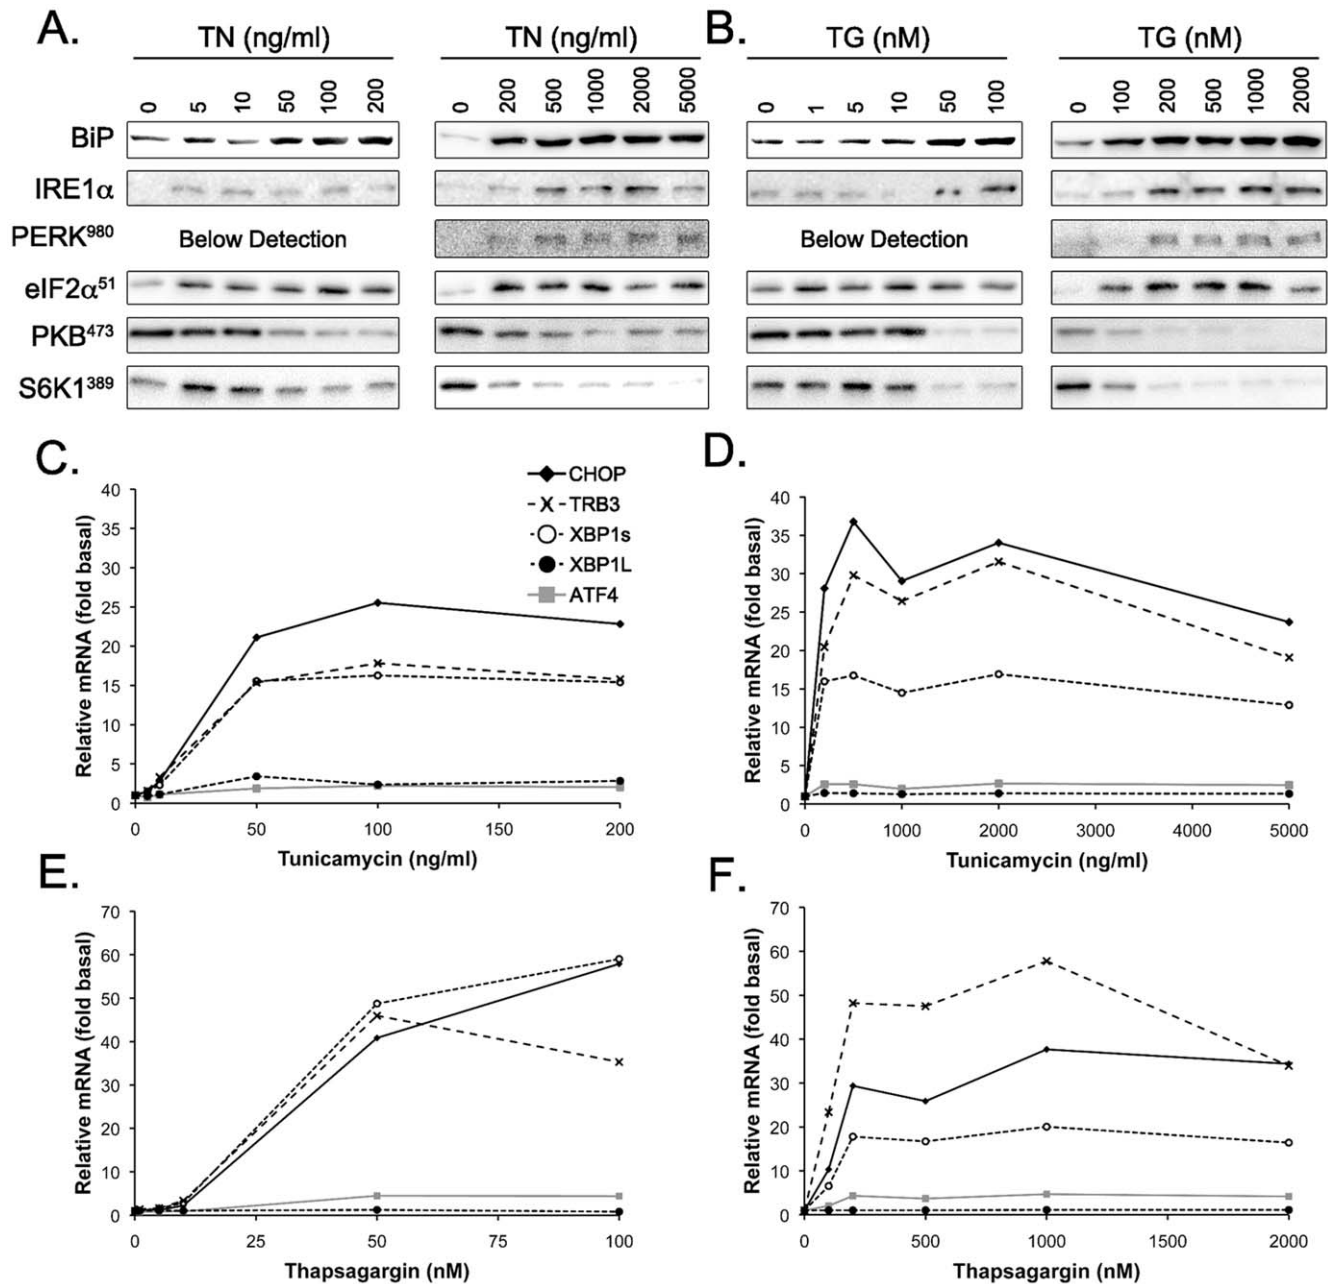 A. TN (ng/ml) TN (ng/ml) B. TG (nM) TG (nM)
0 5 10 50 100 200 0 200 500 1000 2000 5000 0 1 5 10 50 100 0 100 200 500 1000 2000
BiP
IRE1α
PERK⁹⁸⁰ Below Detection Below Detection
eIF2α⁵¹
PKB⁴⁷³
S6K1³⁸⁹
C.
Relative mRNA (fold basal)
40
35
30
25
20
15
10
5
0
0 50 100 150 200
Tunicamycin (ng/ml)
CHOP
TRB3
XBP1s
XBP1L
ATF4
D.
Relative mRNA (fold basal)
40
35
30
25
20
15
10
5
0
0 1000 2000 3000 4000 5000
Tunicamycin (ng/ml)
E.
Relative mRNA (fold basal)
70
60
50
40
30
20
10
0
0 25 50 75 100
Thapsagargin (nM)
F.
Relative mRNA (fold basal)
70
60
50
40
30
20
10
0
0 500 1000 1500 2000
Thapsagargin (nM)